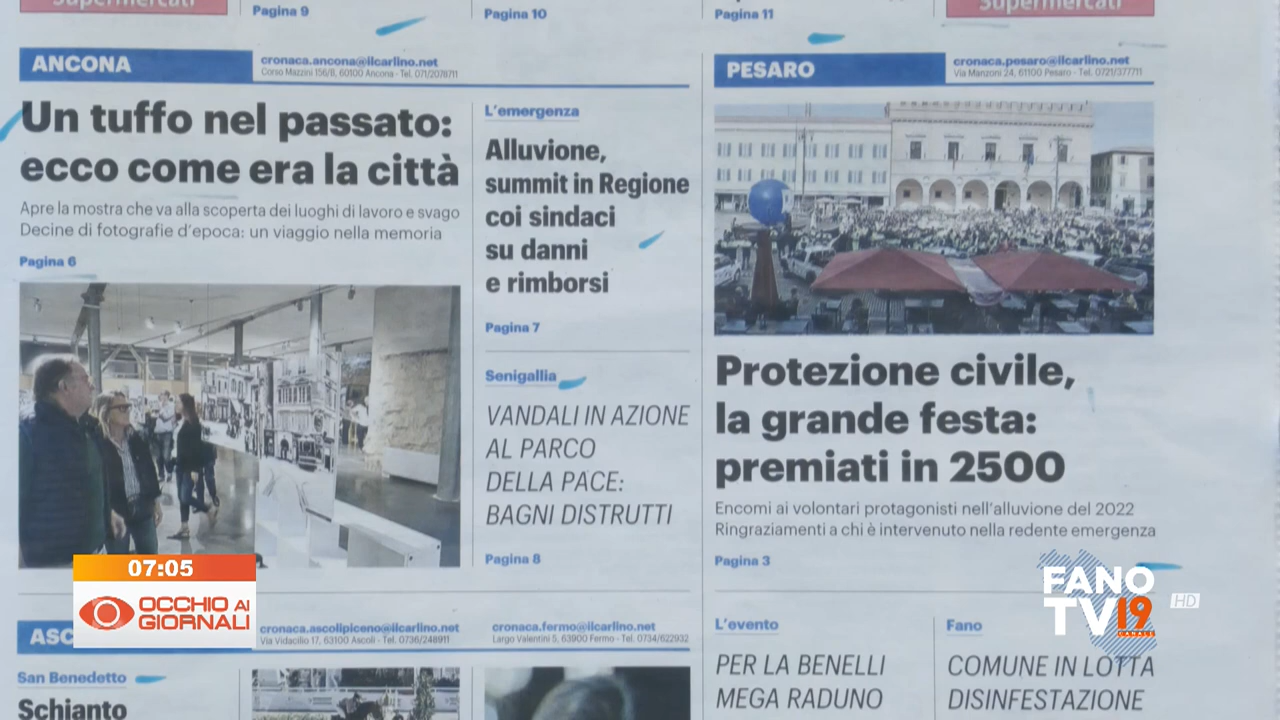 Supermercati
Pagina 9
Pagina 10
Pagina 11
Supermercati
ANCONA
cronaca.ancona@ilcarlino.net
Corso Mazzini 156/B, 60100 Ancona - Tel. 071/2078711
Un tuffo nel passato:
ecco come era la città
Apre la mostra che va alla scoperta dei luoghi di lavoro e svago
Decine di fotografie d'epoca: un viaggio nella memoria
Pagina 6
L'emergenza
Alluvione,
summit in Regione
coi sindaci
su danni
e rimborsi
Pagina 7
Senigallia
VANDALI IN AZIONE
AL PARCO
DELLA PACE:
BAGNI DISTRUTTI
Pagina 8
PESARO
cronaca.pesaro@ilcarlino.net
Via Manzoni 24, 61100 Pesaro - Tel. 0721/377711
Protezione civile,
la grande festa:
premiati in 2500
Encomi ai volontari protagonisti nell'alluvione del 2022
Ringraziamenti a chi è intervenuto nella redente emergenza
Pagina 3
07:05
OCCHIO AI
GIORNALI
FANO
TV19
CANALE
HD
ASC
cronaca.ascolipiceno@ilcarlino.net
Via Vidacilio 17, 63100 Ascoli - Tel. 0736/248911
cronaca.fermo@ilcarlino.net
Largo Valentini 5, 63900 Fermo - Tel. 0734/622932
San Benedetto
Schianto
L'evento
PER LA BENELLI
MEGA RADUNO
Fano
COMUNE IN LOTTA
DISINFESTAZIONE